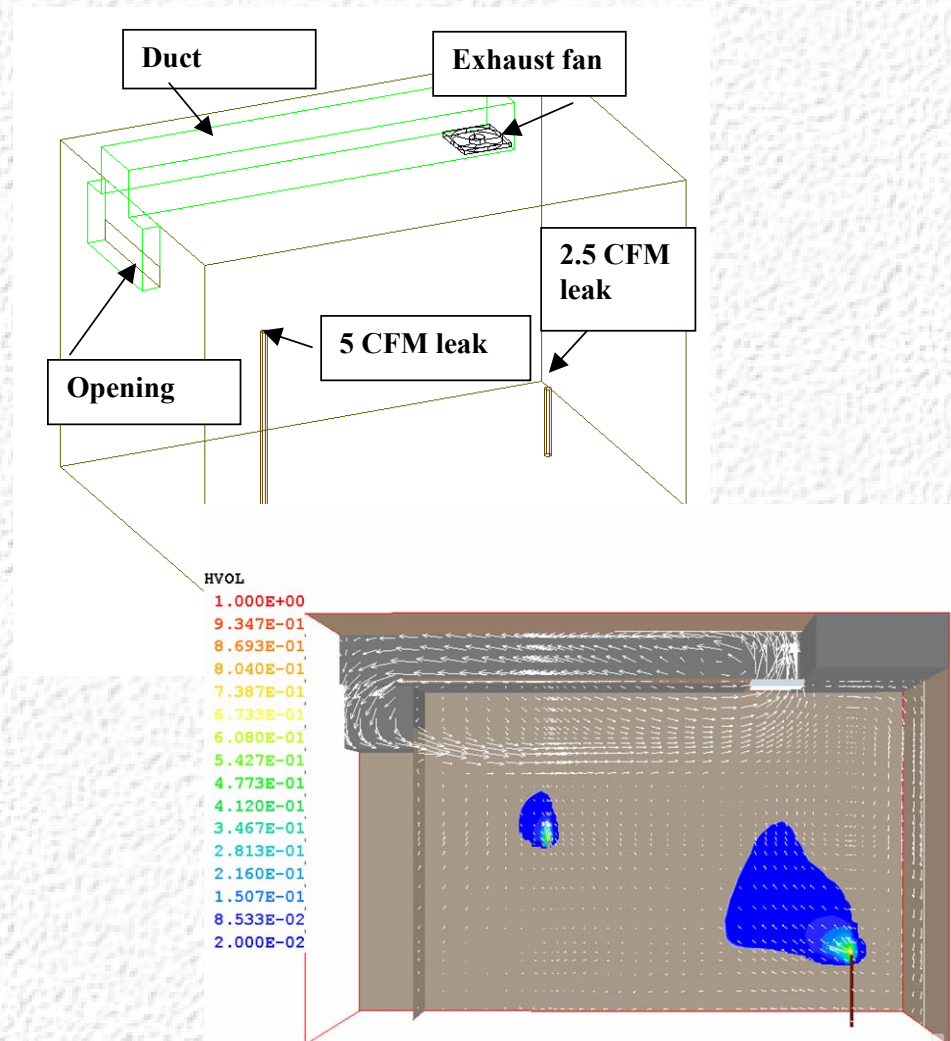 Duct
Exhaust fan
2.5 CFM
leak
5 CFM leak
Opening
HVOL
1.000E+00
9.347E-01
8.693E-01
8.040E-01
7.387E-01
6.733E-01
6.080E-01
5.427E-01
4.773E-01
4.120E-01
3.467E-01
2.813E-01
2.160E-01
1.507E-01
8.533E-02
2.000E-02